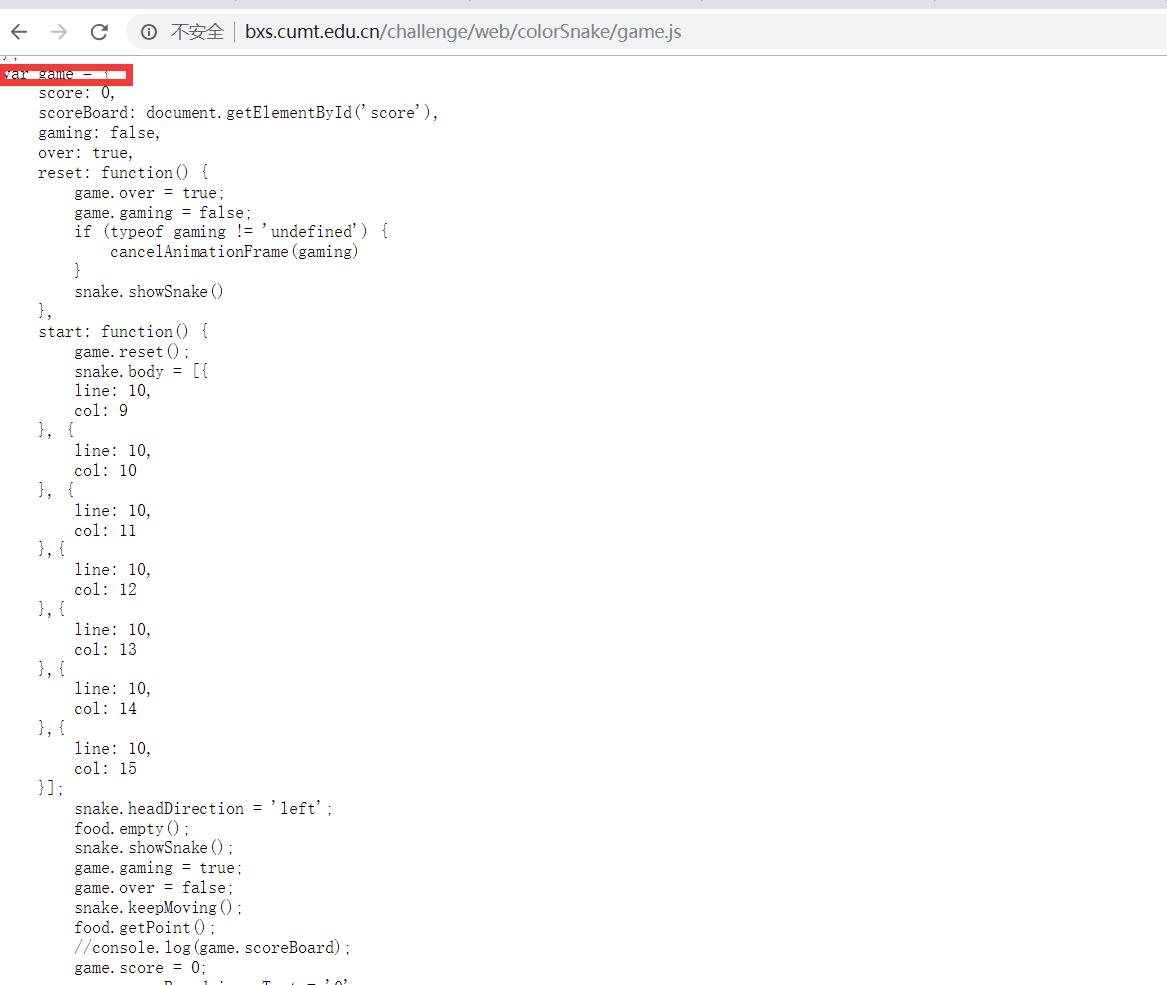 不安全 bxs.cumt.edu.cn/challenge/web/colorSnake/game.js
var game = {
score: 0,
scoreBoard: document.getElementById('score'),
gaming: false,
over: true,
reset: function() {
game.over = true;
game.gaming = false;
if (typeof gaming != 'undefined') {
cancelAnimationFrame(gaming)
}
snake.showSnake()
},
start: function() {
game.reset();
snake.body = [{
line: 10,
col: 9
}, {
line: 10,
col: 10
}, {
line: 10,
col: 11
},{
line: 10,
col: 12
},{
line: 10,
col: 13
},{
line: 10,
col: 14
},{
line: 10,
col: 15
}];
snake.headDirection = 'left';
food.empty();
snake.showSnake();
game.gaming = true;
game.over = false;
snake.keepMoving();
food.getPoint();
//console.log(game.scoreBoard);
game.score = 0;